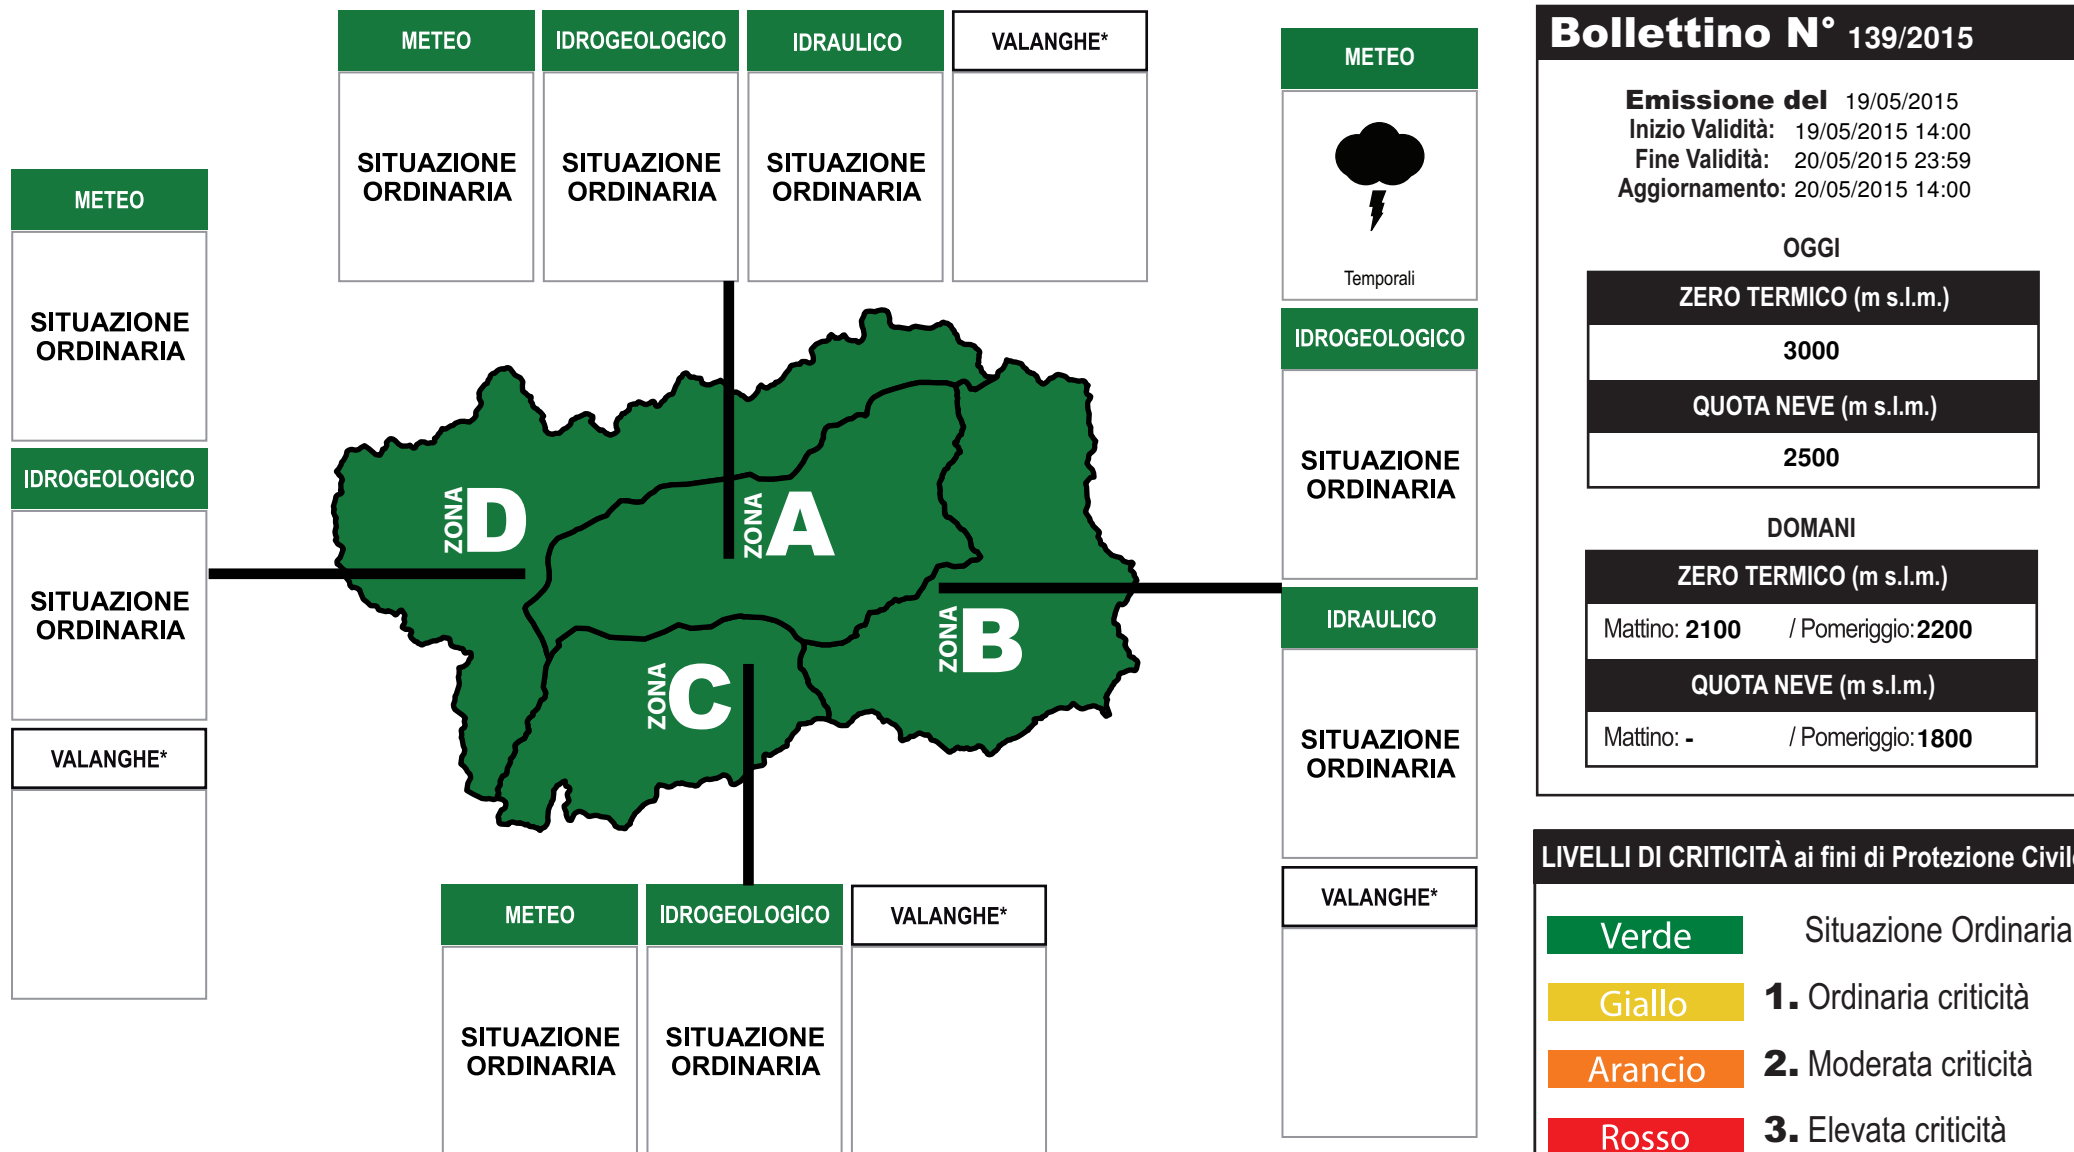 METEO
IDROGEOLOGICO
IDRAULICO
VALANGHE*
SITUAZIONE
ORDINARIA
SITUAZIONE
ORDINARIA
SITUAZIONE
ORDINARIA
METEO
SITUAZIONE
ORDINARIA
IDROGEOLOGICO
SITUAZIONE
ORDINARIA
VALANGHE*
ZONA D
ZONA A
ZONA B
ZONA C
METEO
Temporali
IDROGEOLOGICO
SITUAZIONE
ORDINARIA
IDRAULICO
SITUAZIONE
ORDINARIA
VALANGHE*
METEO
IDROGEOLOGICO
VALANGHE*
SITUAZIONE
ORDINARIA
SITUAZIONE
ORDINARIA
Bollettino N° 139/2015
Emissione del 19/05/2015
Inizio Validità: 19/05/2015 14:00
Fine Validità: 20/05/2015 23:59
Aggiornamento: 20/05/2015 14:00
OGGI
ZERO TERMICO (m s.l.m.)
3000
QUOTA NEVE (m s.l.m.)
2500
DOMANI
ZERO TERMICO (m s.l.m.)
Mattino: 2100 / Pomeriggio: 2200
QUOTA NEVE (m s.l.m.)
Mattino: - / Pomeriggio: 1800
LIVELLI DI CRITICITÀ ai fini di Protezione Civile
Verde Situazione Ordinaria
Giallo 1. Ordinaria criticità
Arancio 2. Moderata criticità
Rosso 3. Elevata criticità